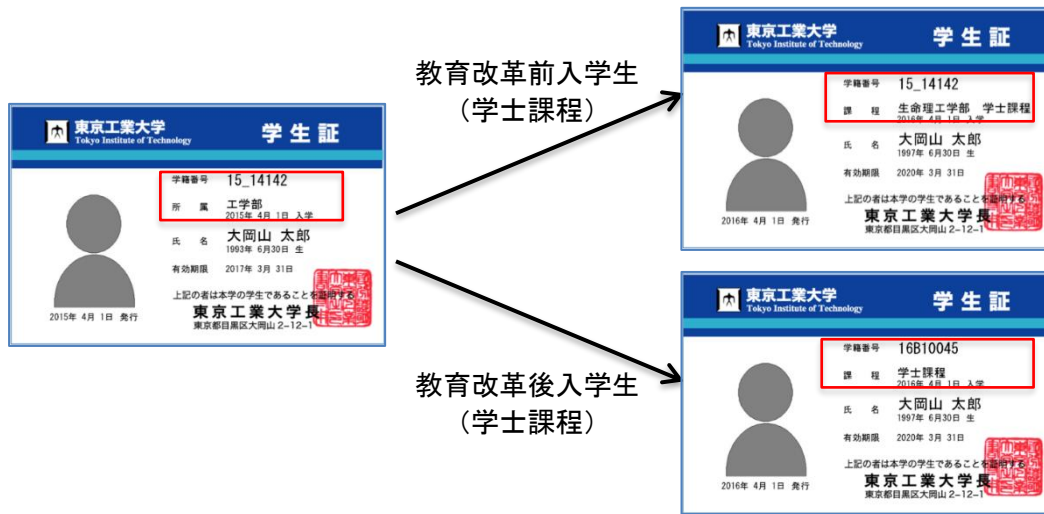 東京工業大学
Tokyo Institute of Technology
学生証
学籍番号 15_14142
所属 工学部
2015年 4月 1日 入学
氏名 大岡山 太郎
1993年 6月30日 生
有効期限 2017年 3月 31日
上記の者は本学の学生であることを証明する
2015年 4月 1日 発行
東京工業大学長
東京都目黒区大岡山2-12-1
教育改革前入学生
（学士課程）
東京工業大学
Tokyo Institute of Technology
学生証
学籍番号 15_14142
課程 生命理工学部 学士課程
2016年 4月 1日 入学
氏名 大岡山 太郎
1997年 6月30日 生
有効期限 2020年 3月 31日
上記の者は本学の学生であることを証明する
2016年 4月 1日 発行
東京工業大学長
東京都目黒区大岡山2-12-1
教育改革後入学生
（学士課程）
東京工業大学
Tokyo Institute of Technology
学生証
学籍番号 16B10045
課程 学士課程
2016年 4月 1日 入学
氏名 大岡山 太郎
1997年 6月30日 生
有効期限 2020年 3月 31日
上記の者は本学の学生であることを証明する
2016年 4月 1日 発行
東京工業大学長
東京都目黒区大岡山2-12-1